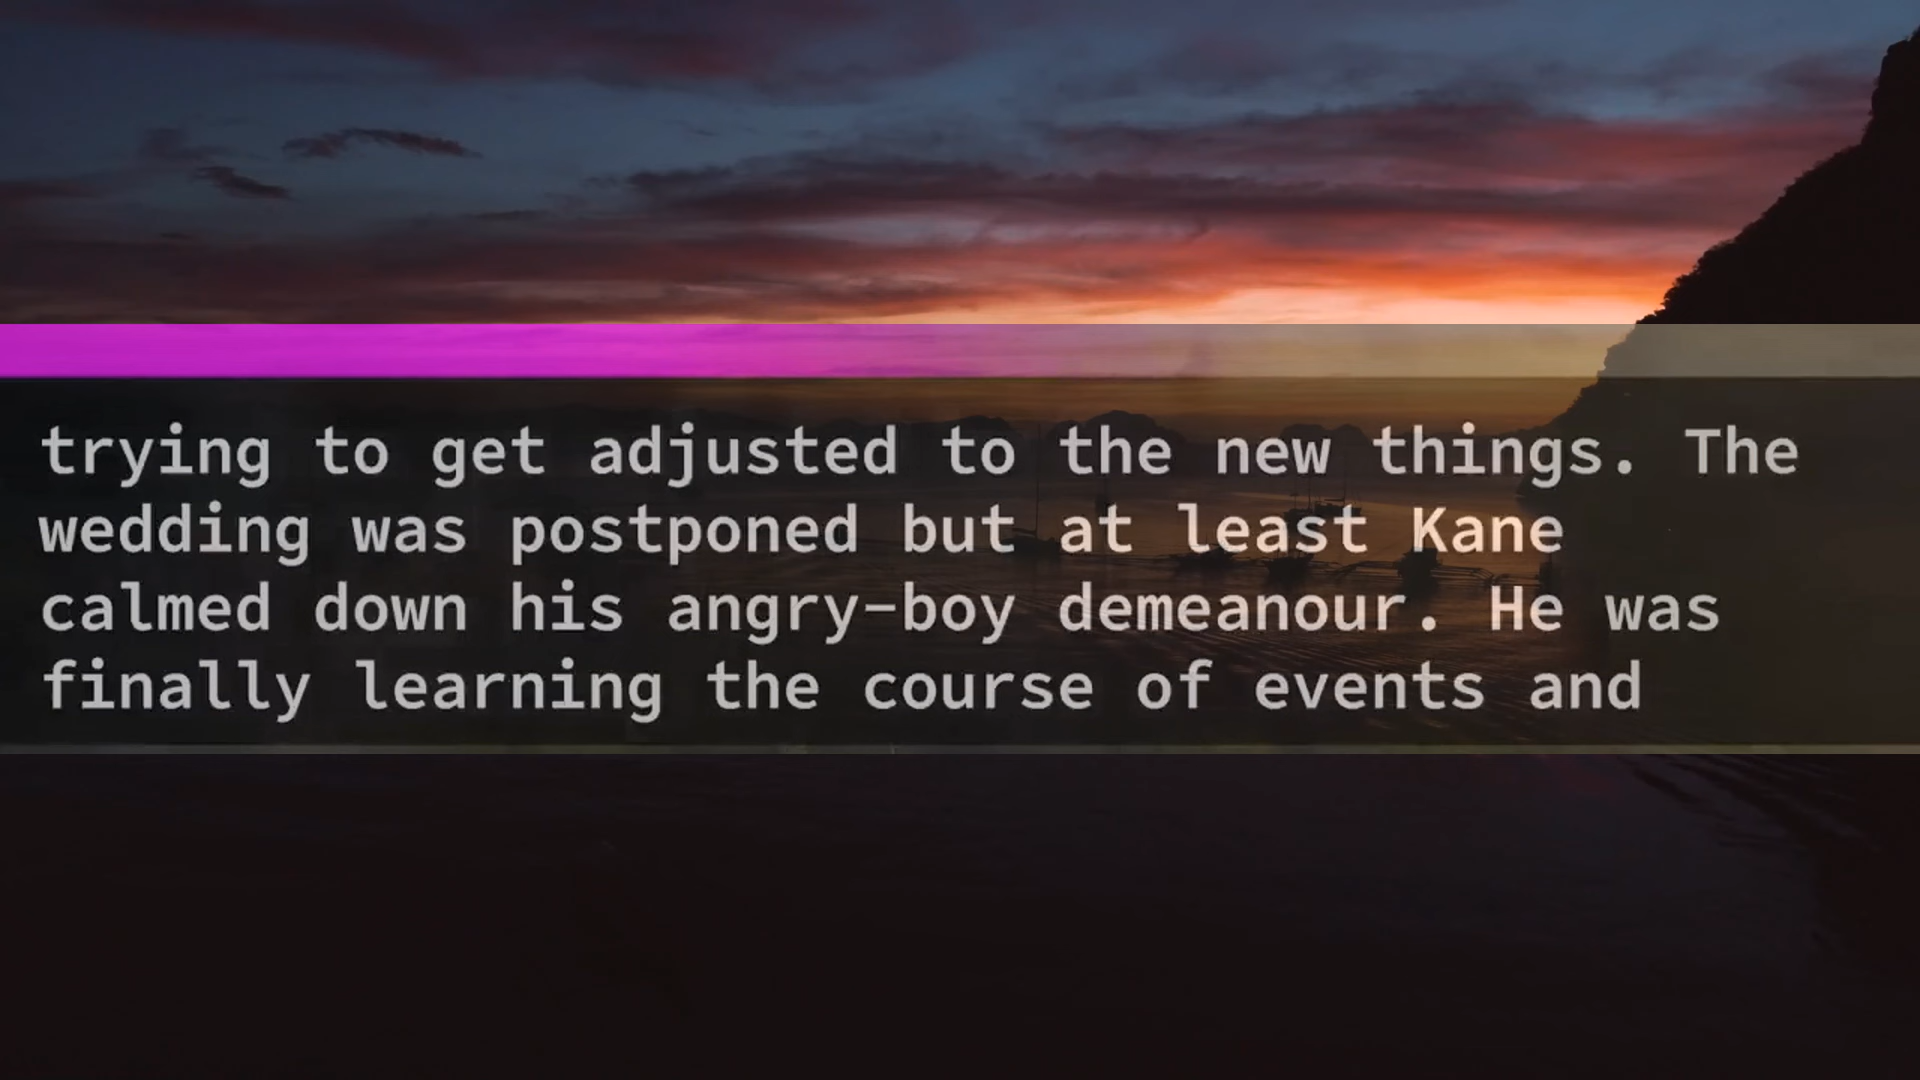 trying to get adjusted to the new things. The
wedding was postponed but at least Kane
calmed down his angry-boy demeanour. He was
finally learning the course of events and